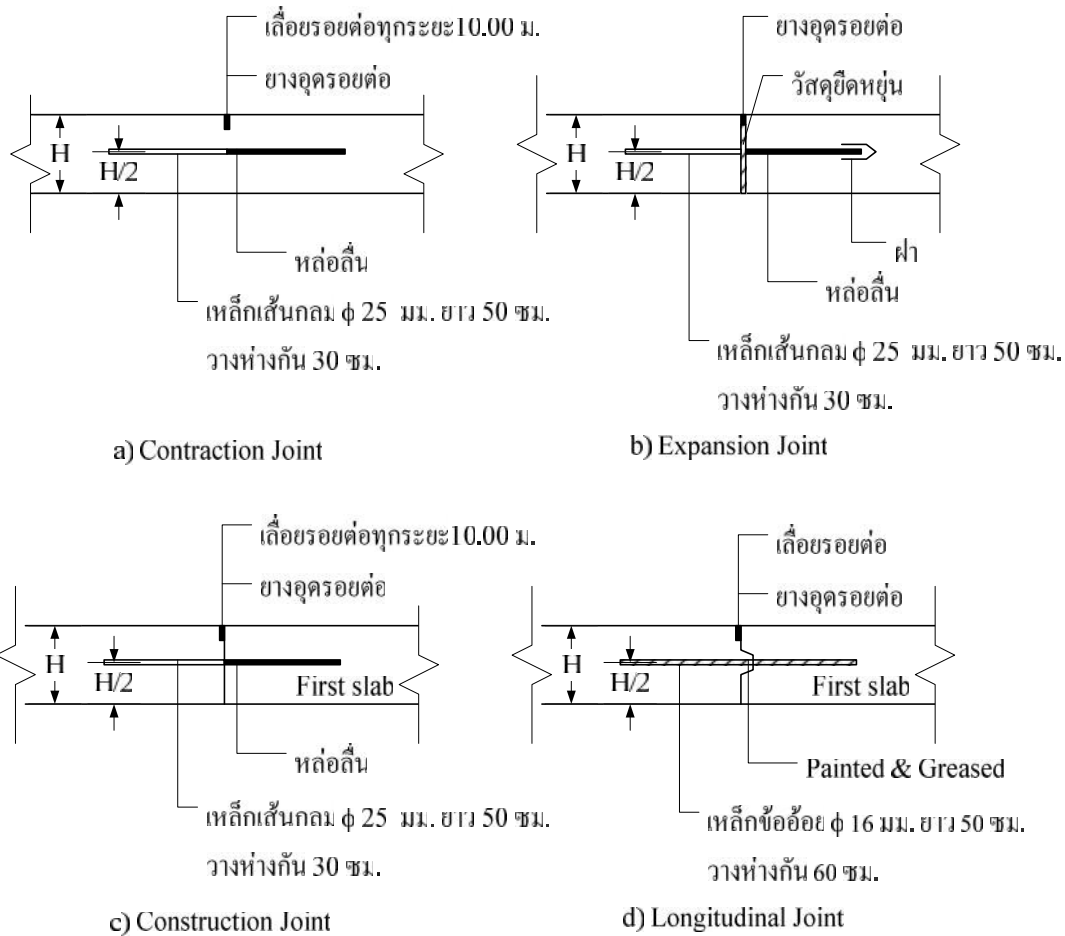 เลื่อยรอยต่อทุกระยะ10.00 ม.
ยางอุดรอยต่อ
H
H/2
หล่อลื่น
เหล็กเส้นกลม ϕ 25 มม. ยาว 50 ซม.
วางห่างกัน 30 ซม.
a) Contraction Joint
ยางอุดรอยต่อ
วัสดุยืดหยุ่น
H
H/2
ฝา
หล่อลื่น
เหล็กเส้นกลม ϕ 25 มม. ยาว 50 ซม.
วางห่างกัน 30 ซม.
b) Expansion Joint
เลื่อยรอยต่อทุกระยะ10.00 ม.
ยางอุดรอยต่อ
H
H/2
First slab
หล่อลื่น
เหล็กเส้นกลม ϕ 25 มม. ยาว 50 ซม.
วางห่างกัน 30 ซม.
c) Construction Joint
เลื่อยรอยต่อ
ยางอุดรอยต่อ
H
H/2
First slab
Painted & Greased
เหล็กข้ออ้อย ϕ 16 มม. ยาว 50 ซม.
วางห่างกัน 60 ซม.
d) Longitudinal Joint